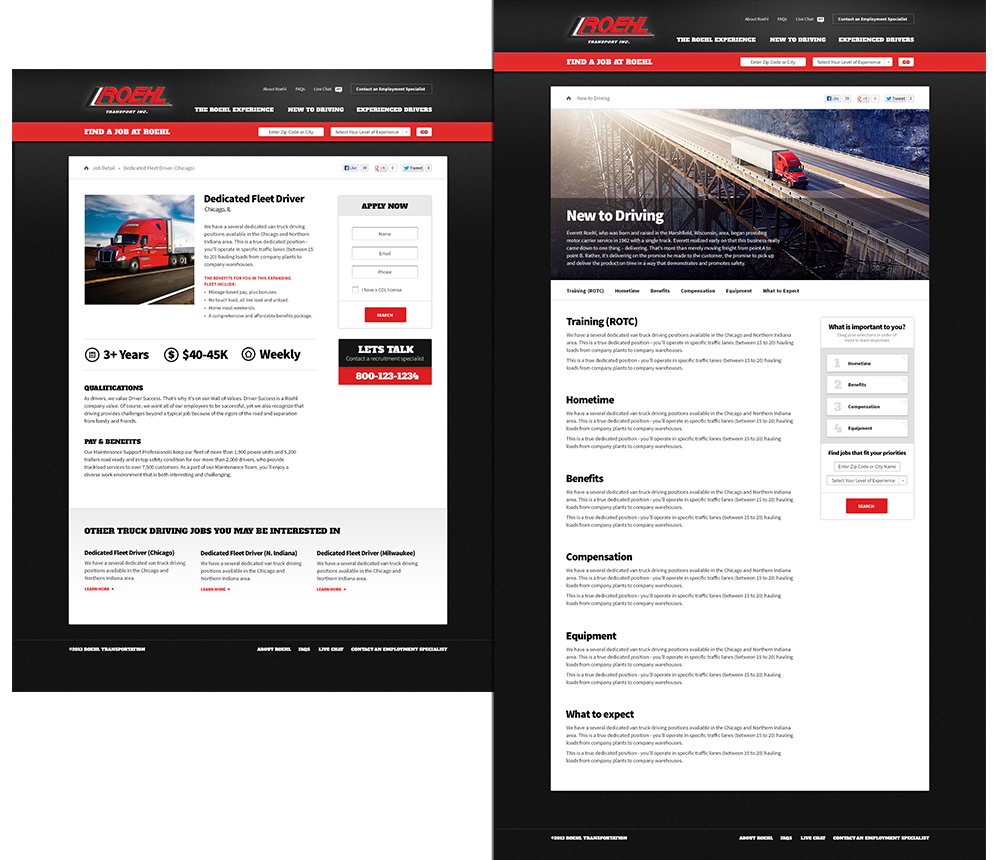 ROEHL
TRANSPORT INC.
About Roehl FAQs Live Chat Contact an Employment Specialist
THE ROEHL EXPERIENCE NEW TO DRIVING EXPERIENCED DRIVERS
FIND A JOB AT ROEHL Enter Zip Code or City Select Your Level of Experience GO
Job Detail » Dedicated Fleet Driver (Chicago) Like +1 0 Tweet
Dedicated Fleet Driver
Chicago, IL
We have a several dedicated van truck driving
positions available in the Chicago and Northern
Indiana area. This is a true dedicated position -
you'll operate in specific traffic lanes (between 15
to 20) hauling loads from company plants to
company warehouses.
THE BENEFITS FOR YOU IN THIS EXPANDING
FLEET INCLUDE:
Mileage-based pay, plus bonuses.
No touch load, all live load and unload.
Home most weekends.
A comprehensive and affordable benefits package.
APPLY NOW
Name
Email
Phone
I have a CDL license
SEARCH
3+ Years $ $40-45K Weekly
LETS TALK
Contact a recruitment specialist
800-123-1234
QUALIFICATIONS
As drivers, we value Driver Success. That's why it's on our Wall of Values. Driver Success is a Roehl
company value. Of course, we want all of our employees to be successful, yet we also recognize that
driving provides challenges beyond a typical job because of the rigors of the road and separation
from family and friends.
PAY & BENEFITS
Our Maintenance Support Professionals keep our fleet of more than 1,900 power units and 5,200
trailers road ready and in top safety condition for our more than 2,000 drivers, who provide
truckload services to over 7,500 customers. As a part of our Maintenance Team, you'll enjoy a
diverse work environment that is both interesting and challenging.
OTHER TRUCK DRIVING JOBS YOU MAY BE INTERESTED IN
Dedicated Fleet Driver (Chicago)
We have a several dedicated van truck driving
positions available in the Chicago and
Northern Indiana area.
LEARN MORE
Dedicated Fleet Driver (N. Indiana)
We have a several dedicated van truck driving
positions available in the Chicago and
Northern Indiana area.
LEARN MORE
Dedicated Fleet Driver (Milwaukee)
We have a several dedicated van truck driving
positions available in the Chicago and
Northern Indiana area.
LEARN MORE
©2013 ROEHL TRANSPORTATION ABOUT ROEHL FAQS LIVE CHAT CONTACT AN EMPLOYMENT SPECIALIST
ROEHL
TRANSPORT INC.
About Roehl FAQs Live Chat Contact an Employment Specialist
THE ROEHL EXPERIENCE NEW TO DRIVING EXPERIENCED DRIVERS
FIND A JOB AT ROEHL Enter Zip Code or City Select Your Level of Experience GO
New to Driving Like +1 0 Tweet
New to Driving
Everett Roehl, who was born and raised in the Marshfield, Wisconsin, area, began providing
motor carrier service in 1962 with a single truck. Everett realized early on that this business really
came down to one thing – delivering. That's more than merely moving freight from point A to
point B. Rather, it's delivering on the promise he made to the customer, the promise to pick up
and deliver the product on time in a way that demonstrates and promotes safety.
Training (ROTC) Hometime Benefits Compensation Equipment What to Expect
Training (ROTC)
We have a several dedicated van truck driving positions available in the Chicago and Northern Indiana
area. This is a true dedicated position - you'll operate in specific traffic lanes (between 15 to 20) hauling
loads from company plants to company warehouses.
This is a true dedicated position - you'll operate in specific traffic lanes (between 15 to 20) hauling
loads from company plants to company warehouses.
Hometime
We have a several dedicated van truck driving positions available in the Chicago and Northern Indiana
area. This is a true dedicated position - you'll operate in specific traffic lanes (between 15 to 20) hauling
loads from company plants to company warehouses.
This is a true dedicated position - you'll operate in specific traffic lanes (between 15 to 20) hauling
loads from company plants to company warehouses.
Benefits
We have a several dedicated van truck driving positions available in the Chicago and Northern Indiana
area. This is a true dedicated position - you'll operate in specific traffic lanes (between 15 to 20) hauling
loads from company plants to company warehouses.
This is a true dedicated position - you'll operate in specific traffic lanes (between 15 to 20) hauling
loads from company plants to company warehouses.
Compensation
We have a several dedicated van truck driving positions available in the Chicago and Northern Indiana
area. This is a true dedicated position - you'll operate in specific traffic lanes (between 15 to 20) hauling
loads from company plants to company warehouses.
This is a true dedicated position - you'll operate in specific traffic lanes (between 15 to 20) hauling
loads from company plants to company warehouses.
Equipment
We have a several dedicated van truck driving positions available in the Chicago and Northern Indiana
area. This is a true dedicated position - you'll operate in specific traffic lanes (between 15 to 20) hauling
loads from company plants to company warehouses.
This is a true dedicated position - you'll operate in specific traffic lanes (between 15 to 20) hauling
loads from company plants to company warehouses.
What to expect
We have a several dedicated van truck driving positions available in the Chicago and Northern Indiana
area. This is a true dedicated position - you'll operate in specific traffic lanes (between 15 to 20) hauling
loads from company plants to company warehouses.
This is a true dedicated position - you'll operate in specific traffic lanes (between 15 to 20) hauling
loads from company plants to company warehouses.
What is important to you?
Drag your selections in order of
most to least important
1 Hometime
2 Benefits
3 Compensation
4 Equipment
Find jobs that fit your priorities
Enter Zip Code or City Name
Select Your Level of Experience
SEARCH
©2013 ROEHL TRANSPORTATION ABOUT ROEHL FAQS LIVE CHAT CONTACT AN EMPLOYMENT SPECIALIST